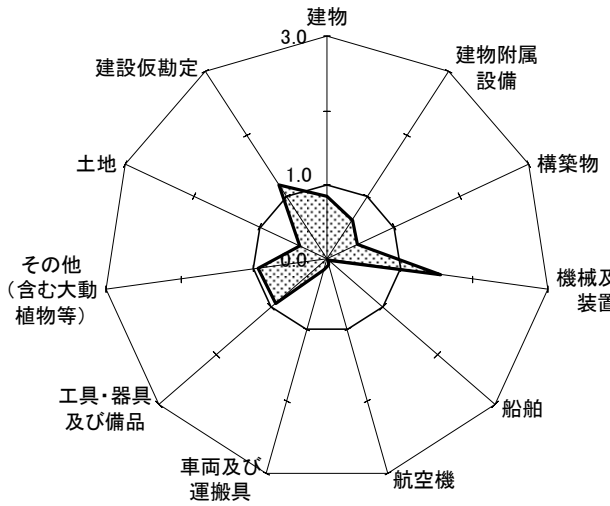 建物
3.0
建物附属
設備
建設仮勘定
土地
1.0
構築物
0.0
その他
(含む大動
植物等)
機械及
装置
工具・器具
及び備品
船舶
車両及び
運搬具
航空機